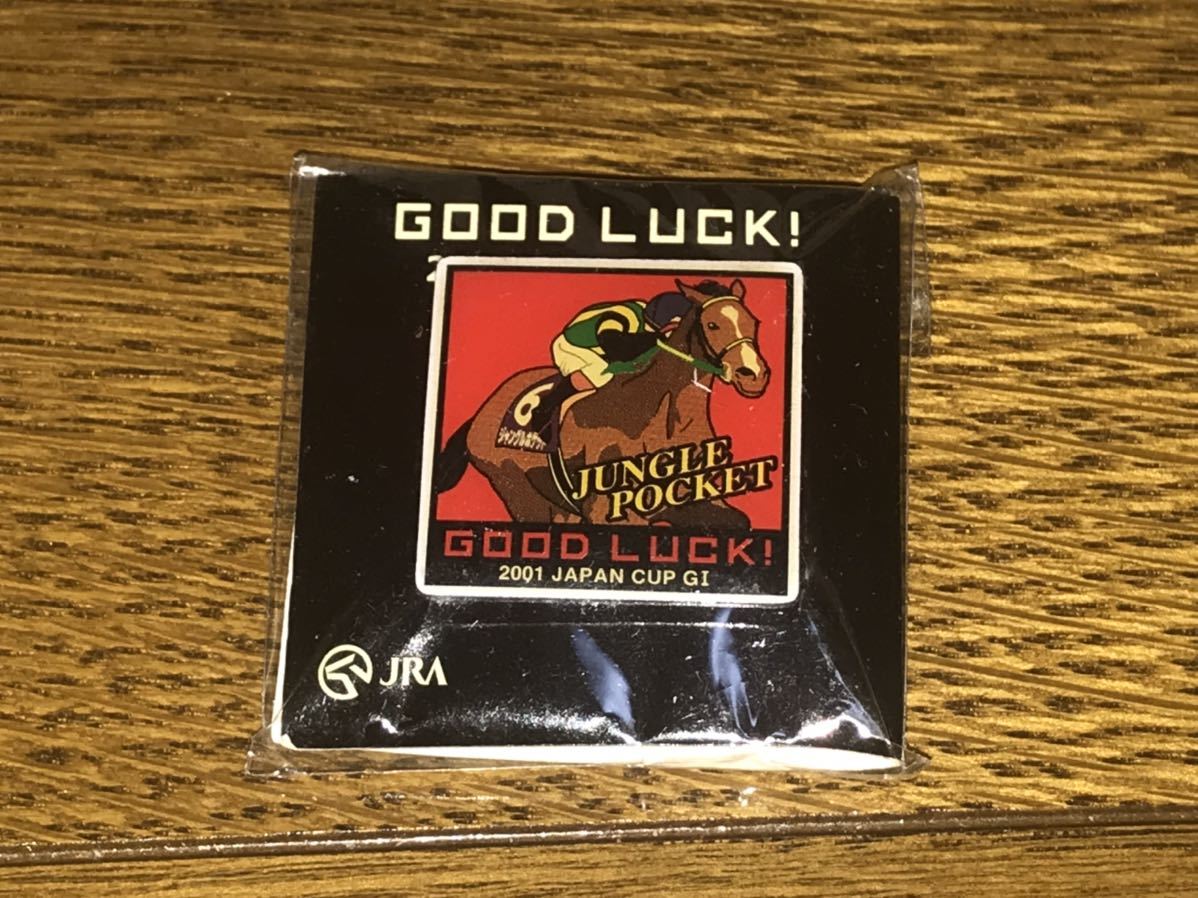 GOOD LUCK!
6
ジャングルポケット
JUNGLE
POCKET
GOOD LUCK!
2001 JAPAN CUP GI
JRA